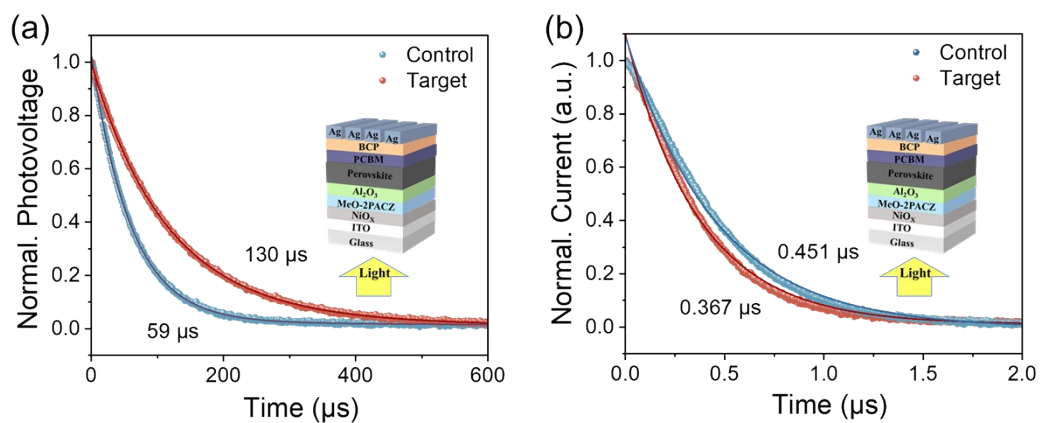 (a)
Normal. Photovoltage
1.0
0.8
0.6
0.4
0.2
0.0
Control
Target
Ag Ag Ag Ag
BCP
PCBM
Perovskite
Al₂O₃
MeO-2PACZ
NiOX
ITO
Glass
Light
130 µs
59 µs
0 200 400 600
Time (µs)
(b)
Normal. Current (a.u.)
1.0
0.8
0.6
0.4
0.2
0.0
Control
Target
Ag Ag Ag Ag
BCP
PCBM
Perovskite
Al₂O₃
MeO-2PACZ
NiOX
ITO
Glass
Light
0.451 µs
0.367 µs
0.0 0.5 1.0 1.5 2.0
Time (µs)